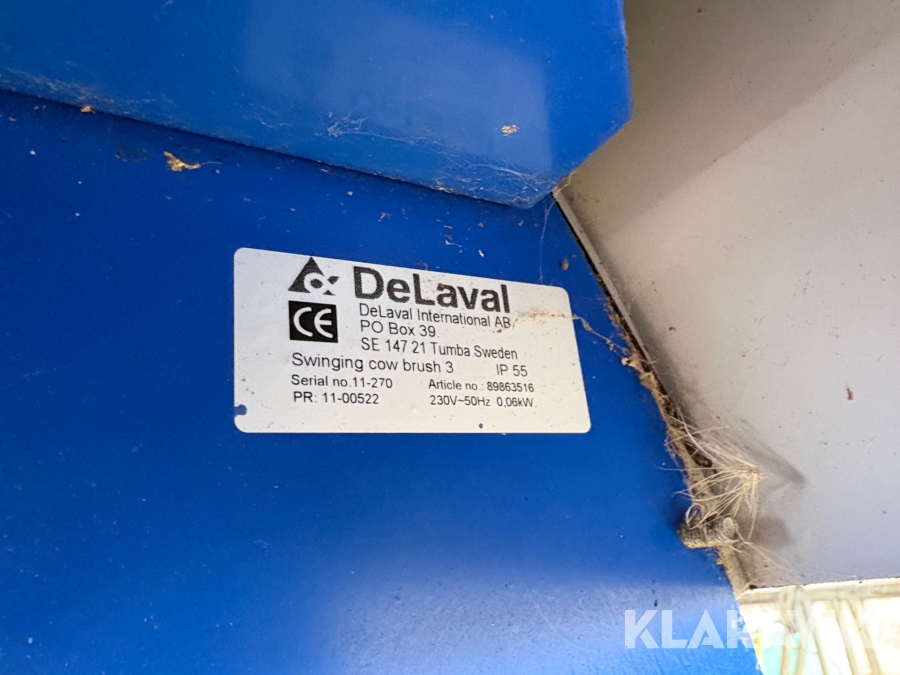 DeLaval
CE
DeLaval International AB
PO Box 39
SE 147 21 Tumba Sweden
Swinging cow brush 3 IP 55
Serial no.11-270 Article no.: 89863516
PR: 11-00522 230V~50Hz 0,06kW.